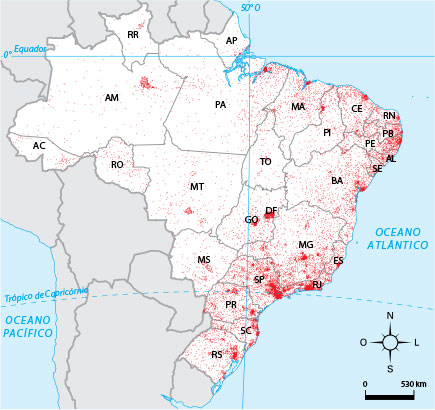 50° O
RR
AP
0° Equador
AM
PA
MA
CE
RN
PB
PI
PE
AL
SE
AC
RO
TO
BA
MT
DF
GO
OCEANO
ATLÂNTICO
MG
ES
MS
SP
RJ
Trópico de Capricórnio
PR
OCEANO
PACÍFICO
SC
RS
N
O
L
S
0
530 km